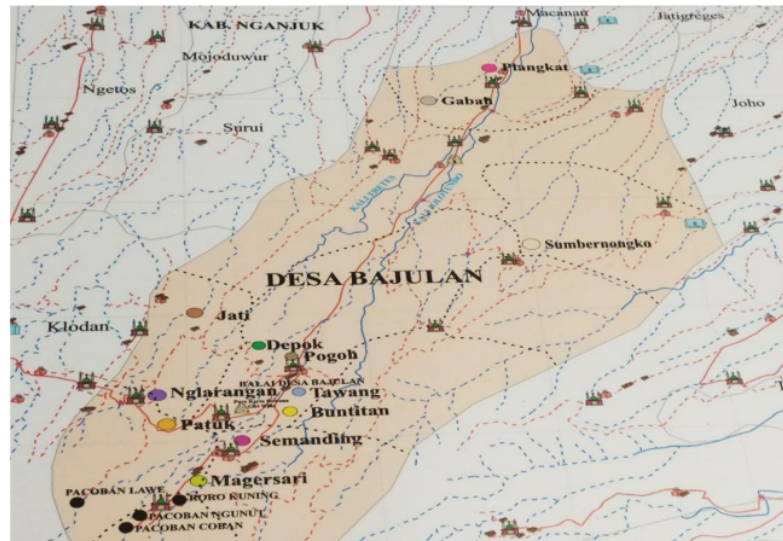 Macanan
Jatigreges
KAB. NGANJUK
Mojoduwur
Plangkat
Ngetos
Gabah
Joho
Surui
Sumbernongko
DESA BAJULAN
Jati
Klodan
Depok
Pogoh
BALAI DESA BAJULAN
Nglarangan
Tawang
Buntitan
Patuk
Semanding
Magersari
PACOBAN LAWE
RORO KUNING
PACOBAN NGUNUT
PACOBAN COBAN